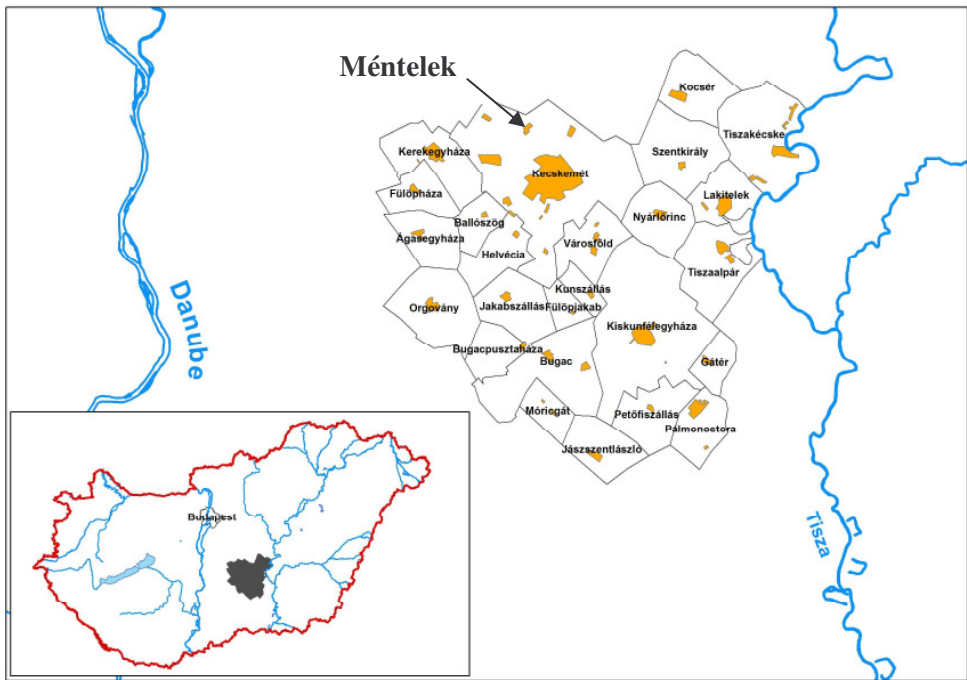 Méntelek
Kocsér
Tiszakécske
Kerekegyháza
Szentkirály
Kecskemét
Fülöpháza
Lakitelek
Ballószög
Nyárlőrinc
Ágasegyháza
Városföld
Helvécia
Tiszaalpár
Danube
Kunszállás
Orgovány
Jakabszállás
Fülöpjakab
Kiskunfélegyháza
Bugacpusztaháza
Bugac
Gátér
Móricgát
Petőfiszállás
Pálmonostora
Jászszentlászló
Budapest
Tisza